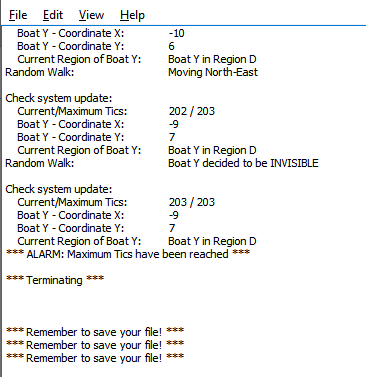 File Edit View Help
Boat Y - Coordinate X: -10
Boat Y - Coordinate Y: 6
Current Region of Boat Y: Boat Y in Region D
Random Walk: Moving North-East
Check system update:
Current/Maximum Tics: 202 / 203
Boat Y - Coordinate X: -9
Boat Y - Coordinate Y: 7
Current Region of Boat Y: Boat Y in Region D
Random Walk: Boat Y decided to be INVISIBLE
Check system update:
Current/Maximum Tics: 203 / 203
Boat Y - Coordinate X: -9
Boat Y - Coordinate Y: 7
Current Region of Boat Y: Boat Y in Region D
*** ALARM: Maximum Tics have been reached ***
*** Terminating ***
*** Remember to save your file! ***
*** Remember to save your file! ***
*** Remember to save your file! ***